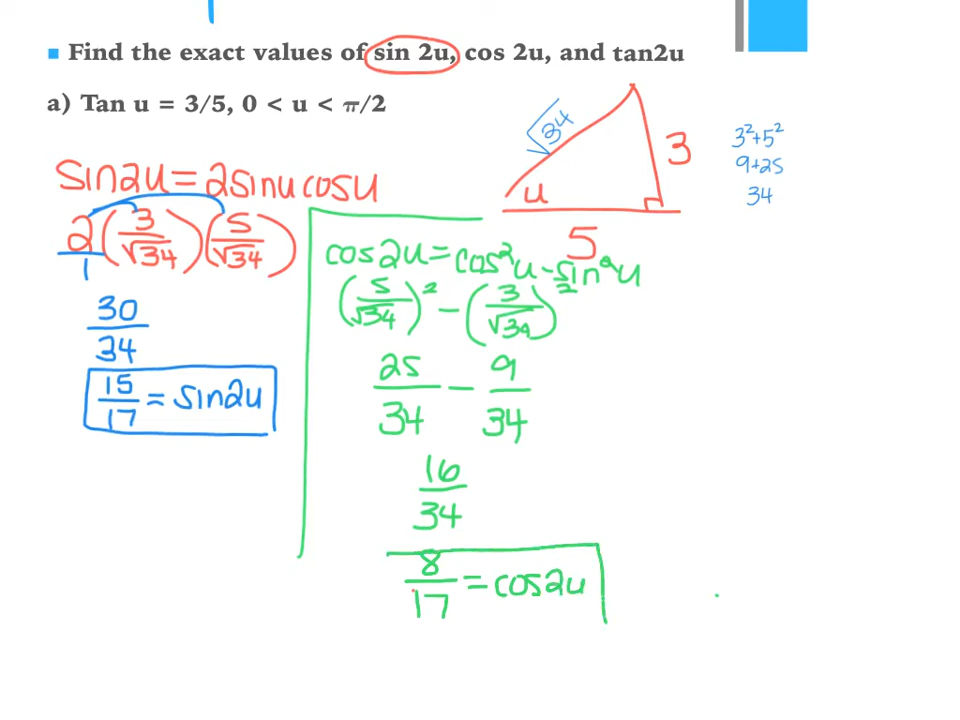 Find the exact values of sin 2u, cos 2u, and tan2u
a) Tan u = 3/5, 0 < u < π/2
√34
3
u
5
3²+5²
9+25
34
sin2u=2sinucosu
2(3/√34)(5/√34)
1
30/34
15/17 = sin2u
cos2u=cos²u-sin²u
(5/√34)² - (3/√34)²
25/34 - 9/34
16/34
8/17 = cos2u